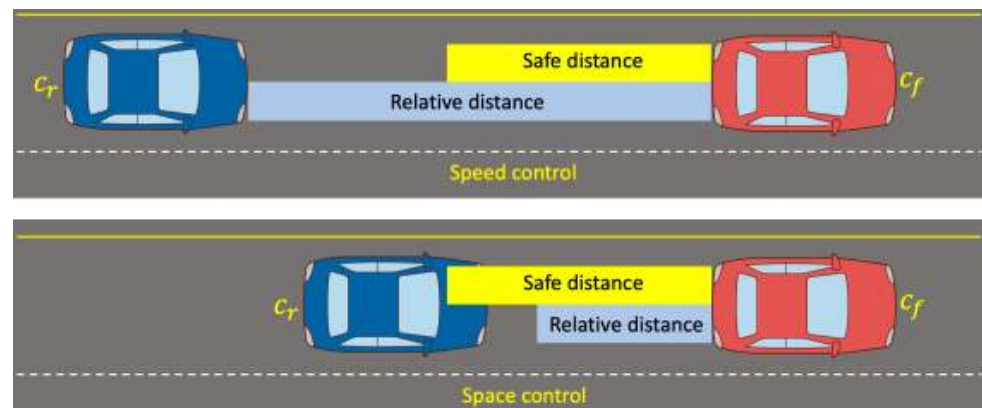 Safe distance
c_r
Relative distance
c_f
Speed control
Safe distance
c_r
Relative distance
c_f
Space control